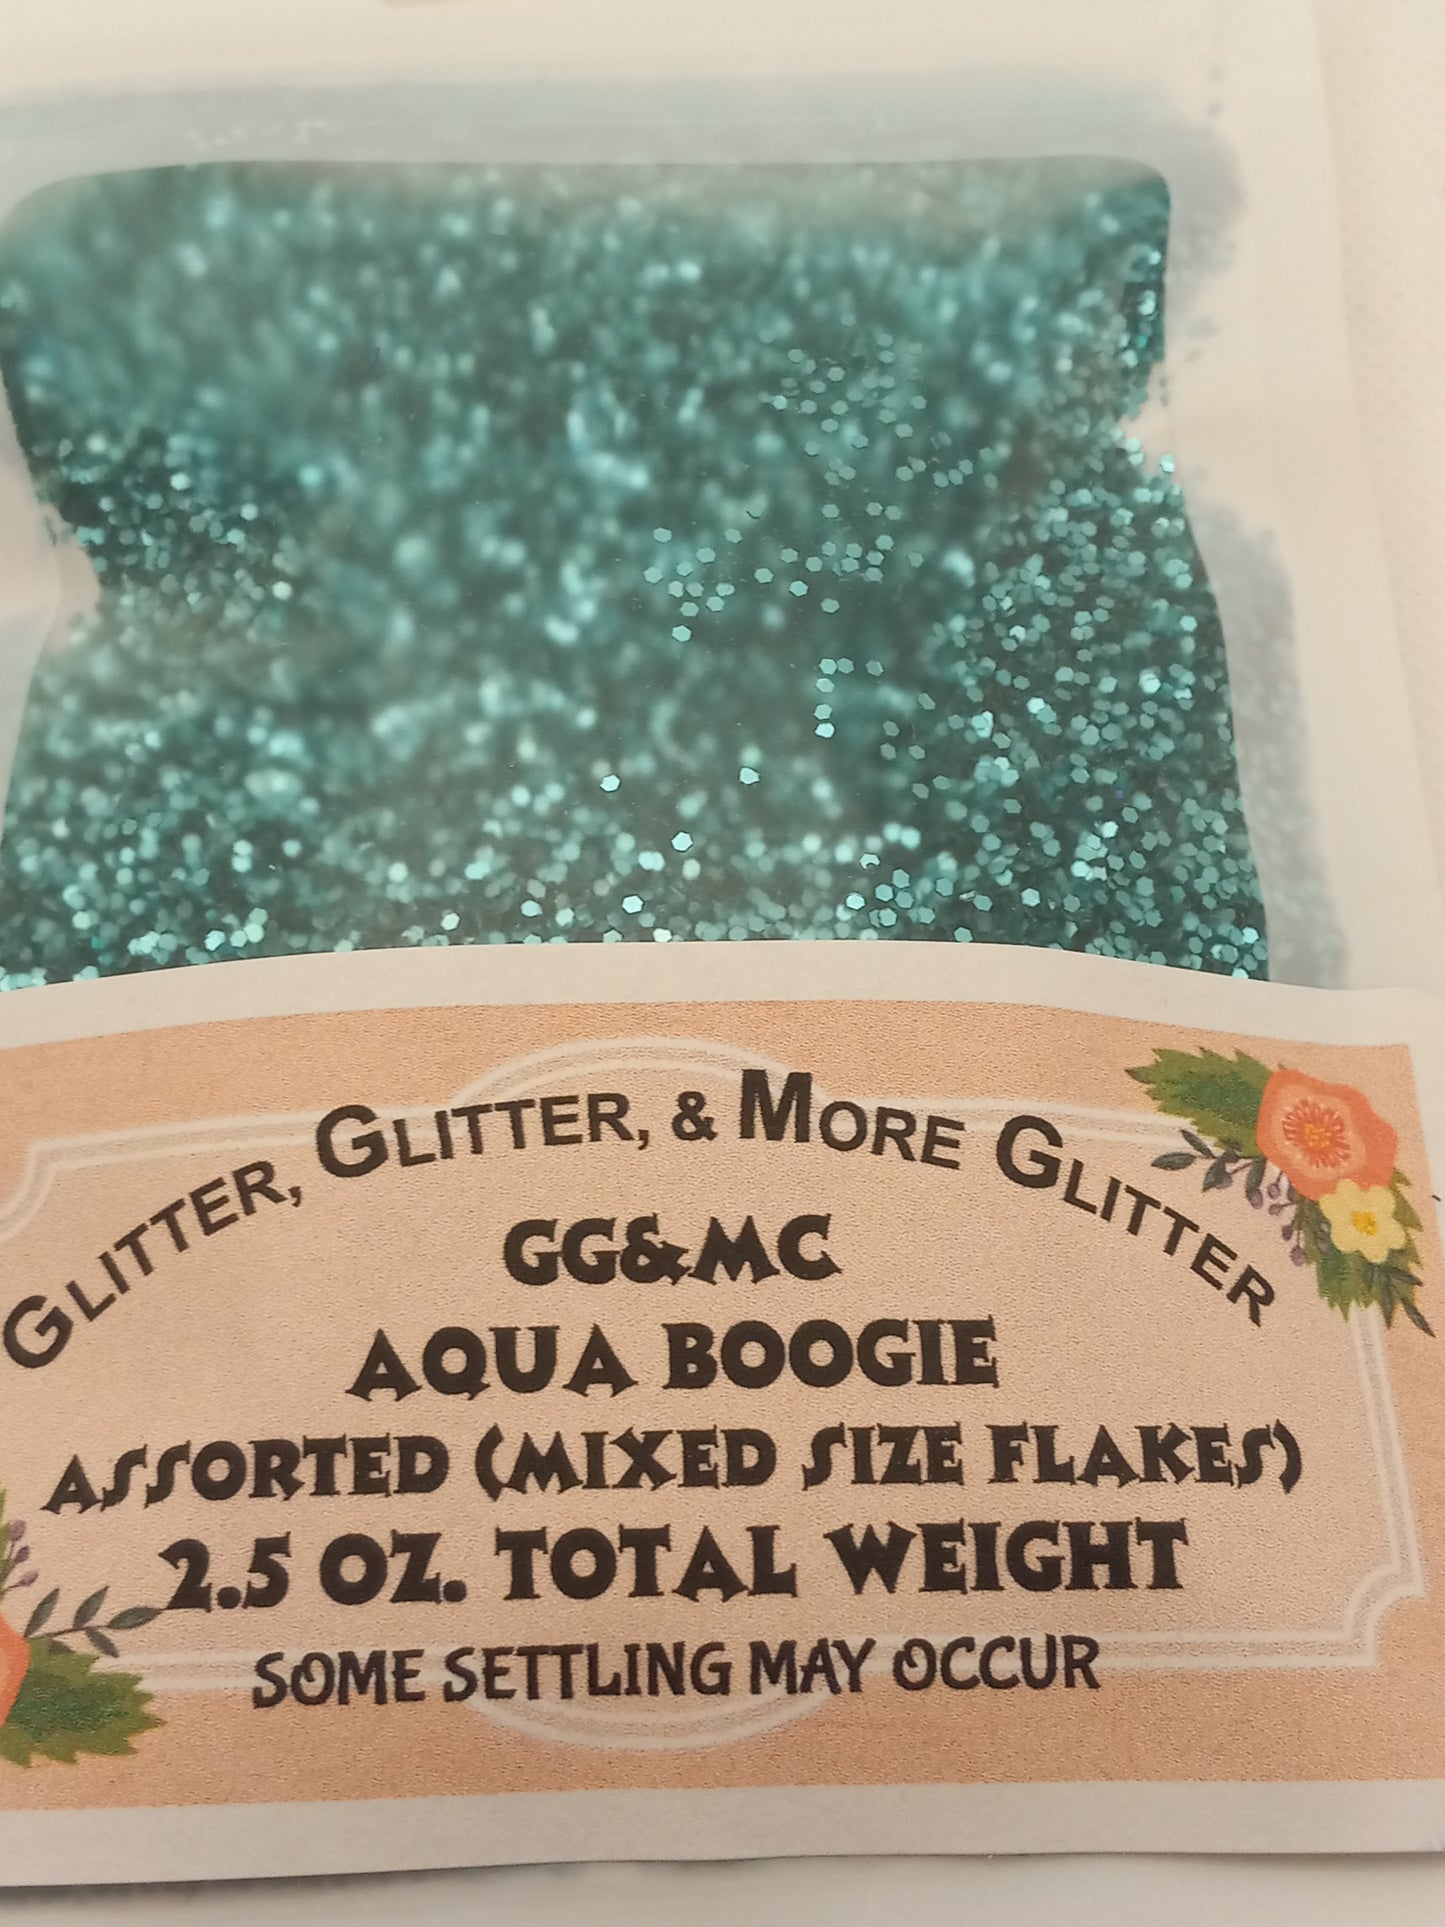 GLITTER, GLITTER, & MORE GLITTER
GG&MC
AQUA BOOGIE
ASSORTED (MIXED SIZE FLAKES)
2.5 OZ. TOTAL WEIGHT
SOME SETTLING MAY OCCUR